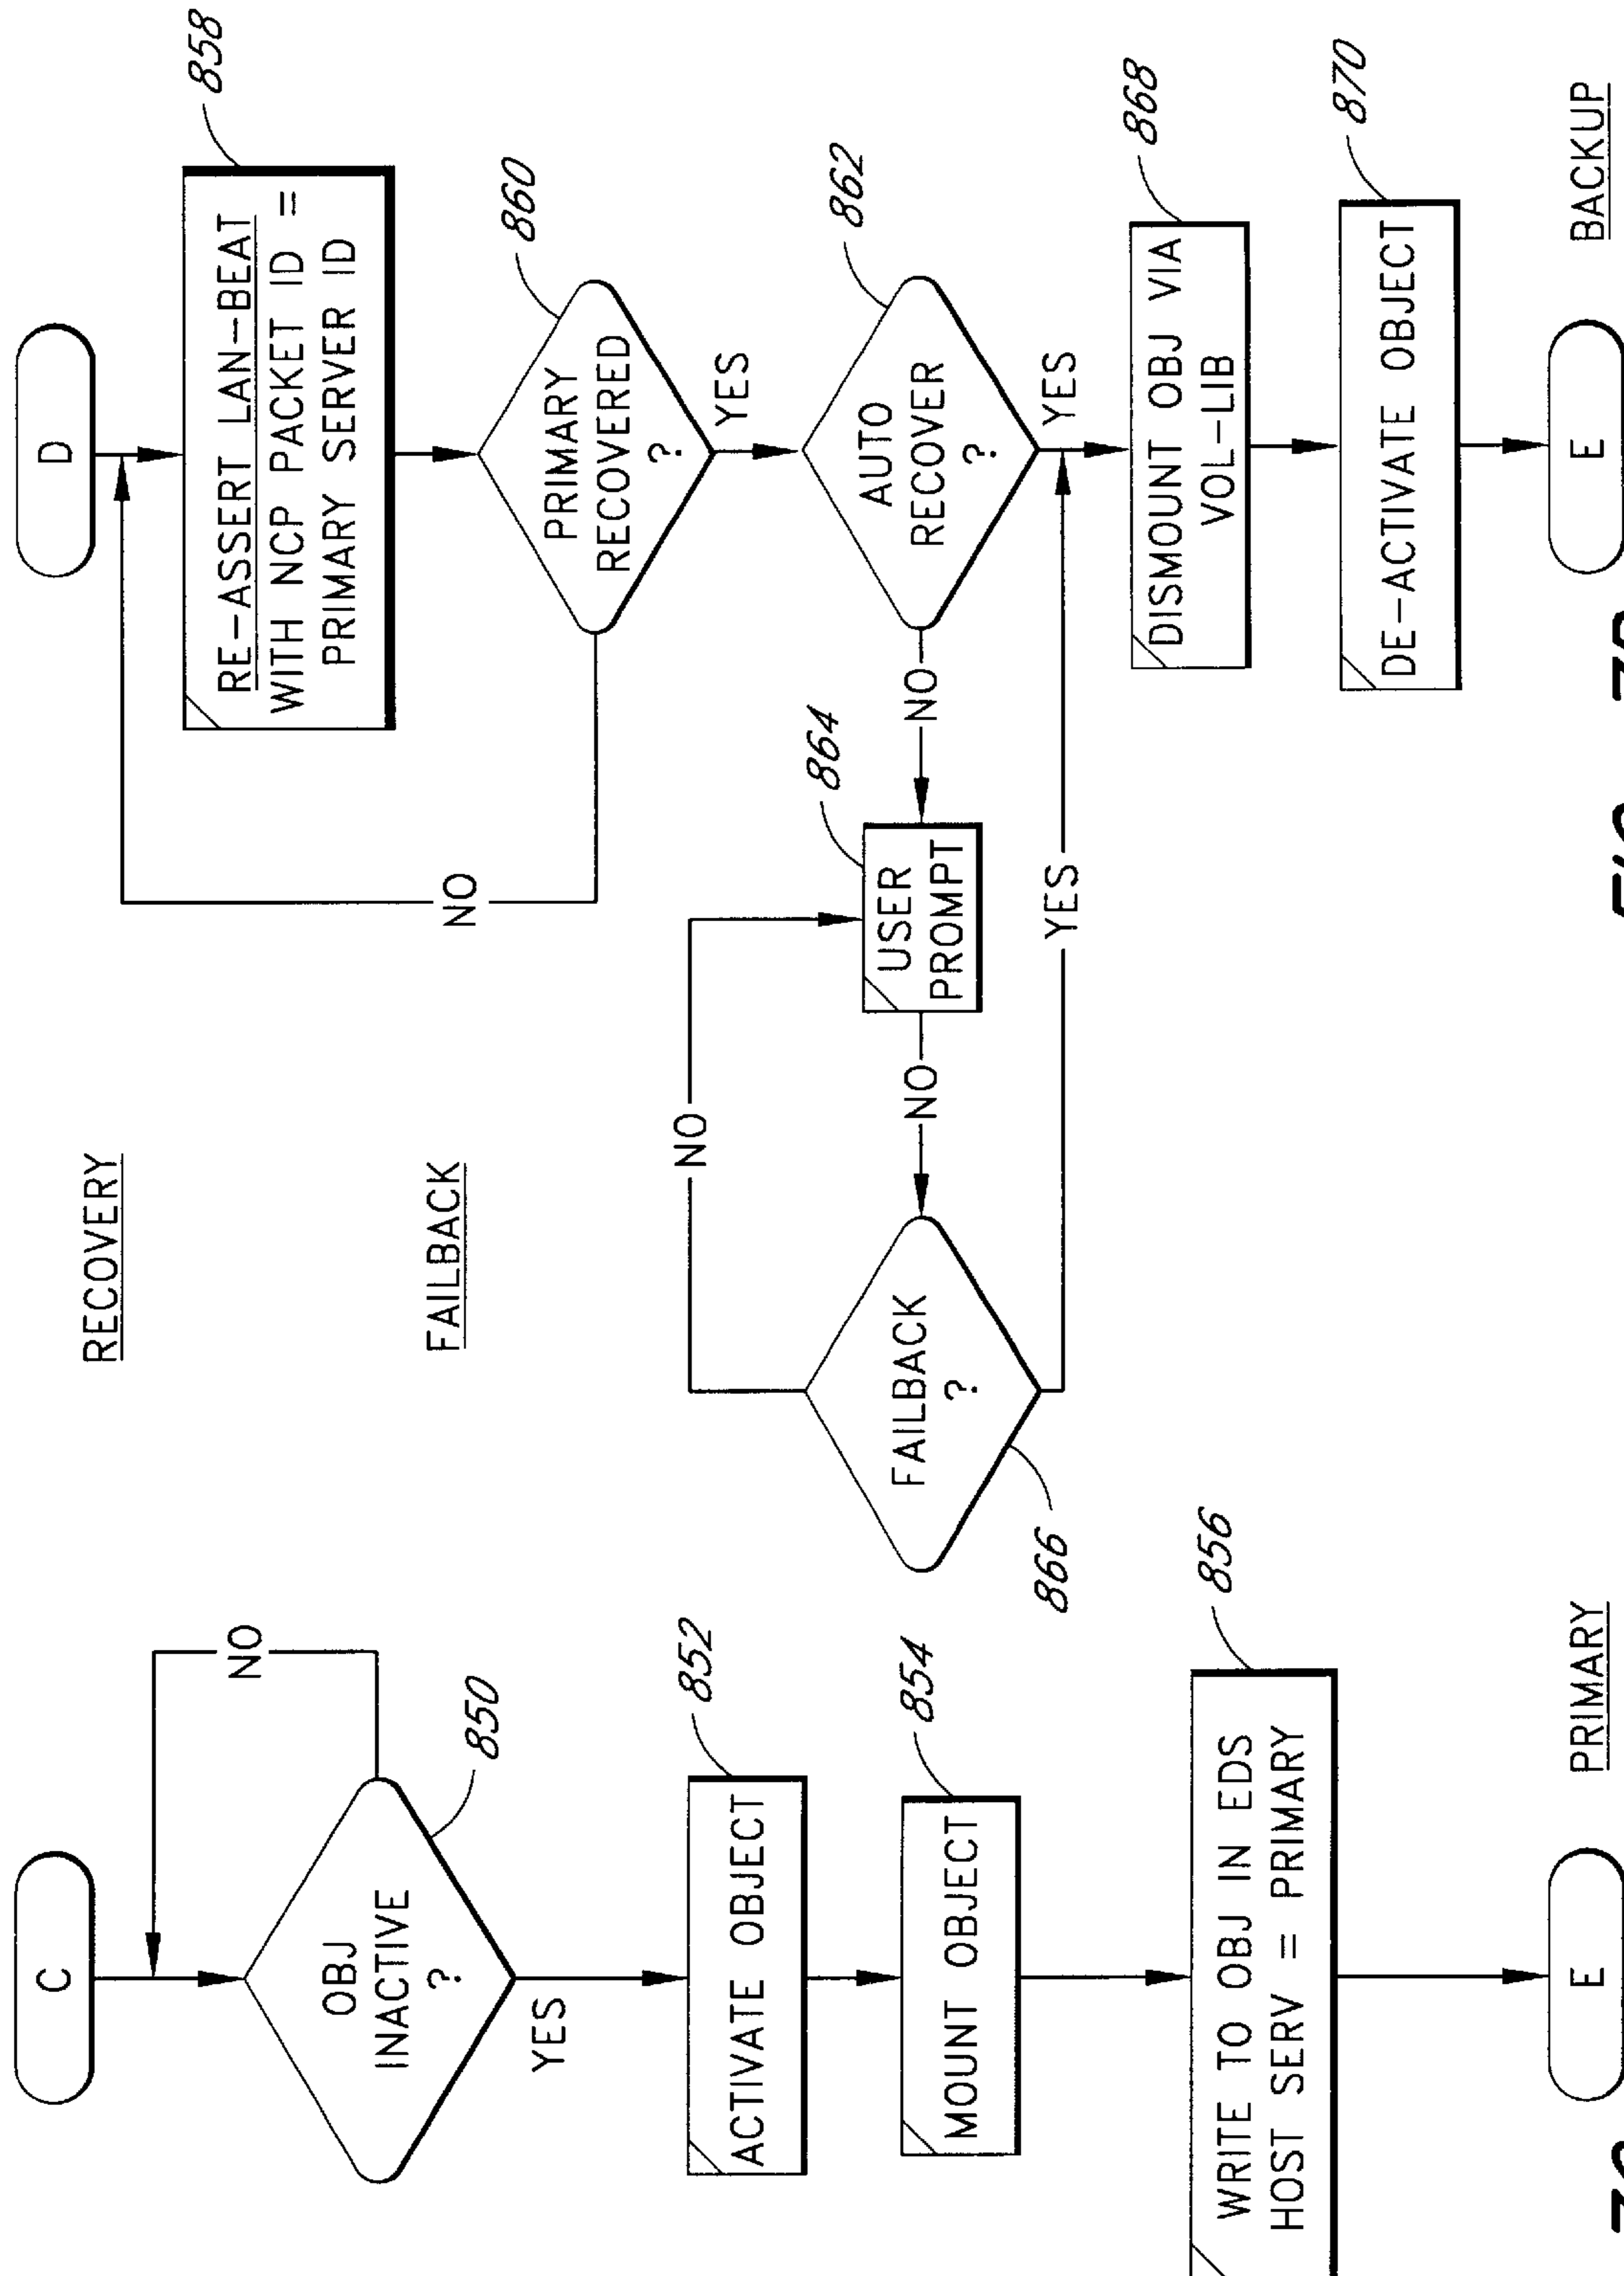 RECOVERY
FAILBACK
C
OBJ
INACTIVE
?
850
NO
YES
ACTIVATE OBJECT
852
MOUNT OBJECT
854
WRITE TO OBJ IN EDS
HOST SERV = PRIMARY
856
E
PRIMARY
D
RE-ASSERT LAN-BEAT
WITH NCP PACKET ID =
PRIMARY SERVER ID
858
PRIMARY
RECOVERED
?
860
NO
YES
AUTO
RECOVER
?
862
NO
YES
USER
PROMPT
864
NO
FAILBACK
?
866
NO
YES
DISMOUNT OBJ VIA
VOL-LIB
868
DE-ACTIVATE OBJECT
870
E
BACKUP